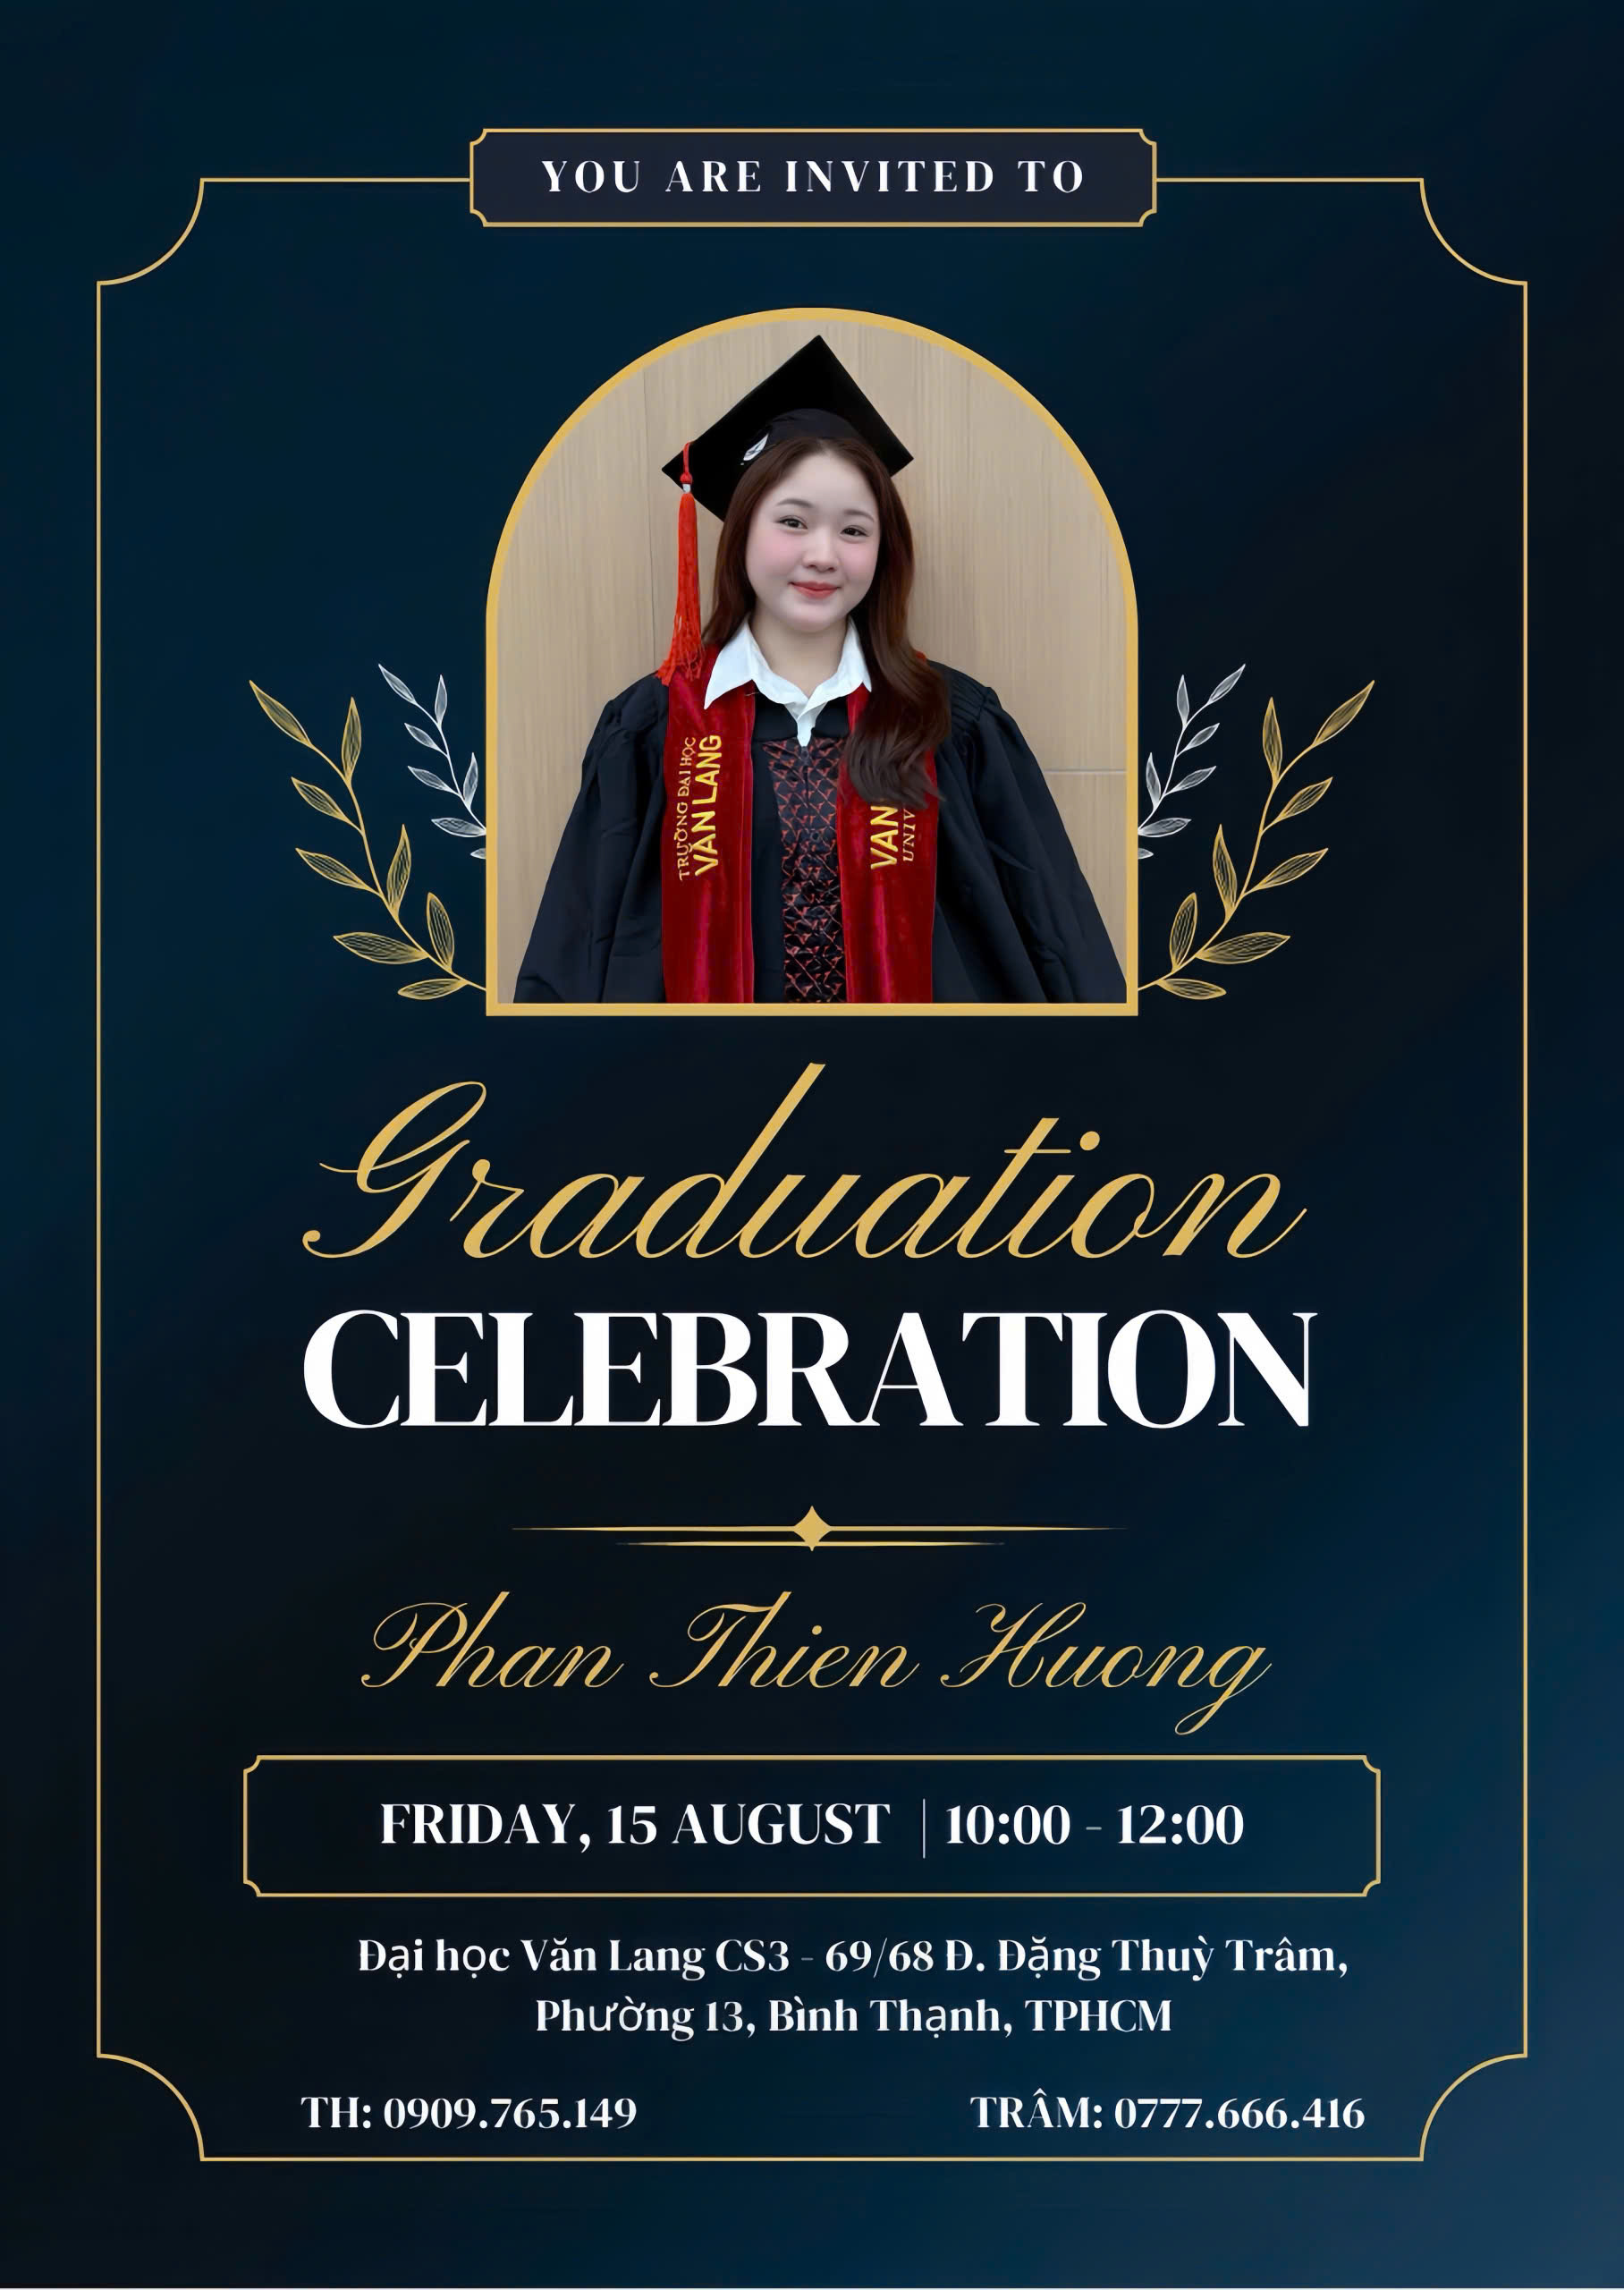 YOU ARE INVITED TO
TRƯỜNG ĐẠI HỌC
VĂN LANG
VAN
UNIV
Graduation
CELEBRATION
Phan Thien Huong
FRIDAY, 15 AUGUST | 10:00 - 12:00
Đại học Văn Lang CS3 - 69/68 Đ. Đặng Thuỳ Trâm,
Phường 13, Bình Thạnh, TPHCM
TH: 0909.765.149
TRÂM: 0777.666.416